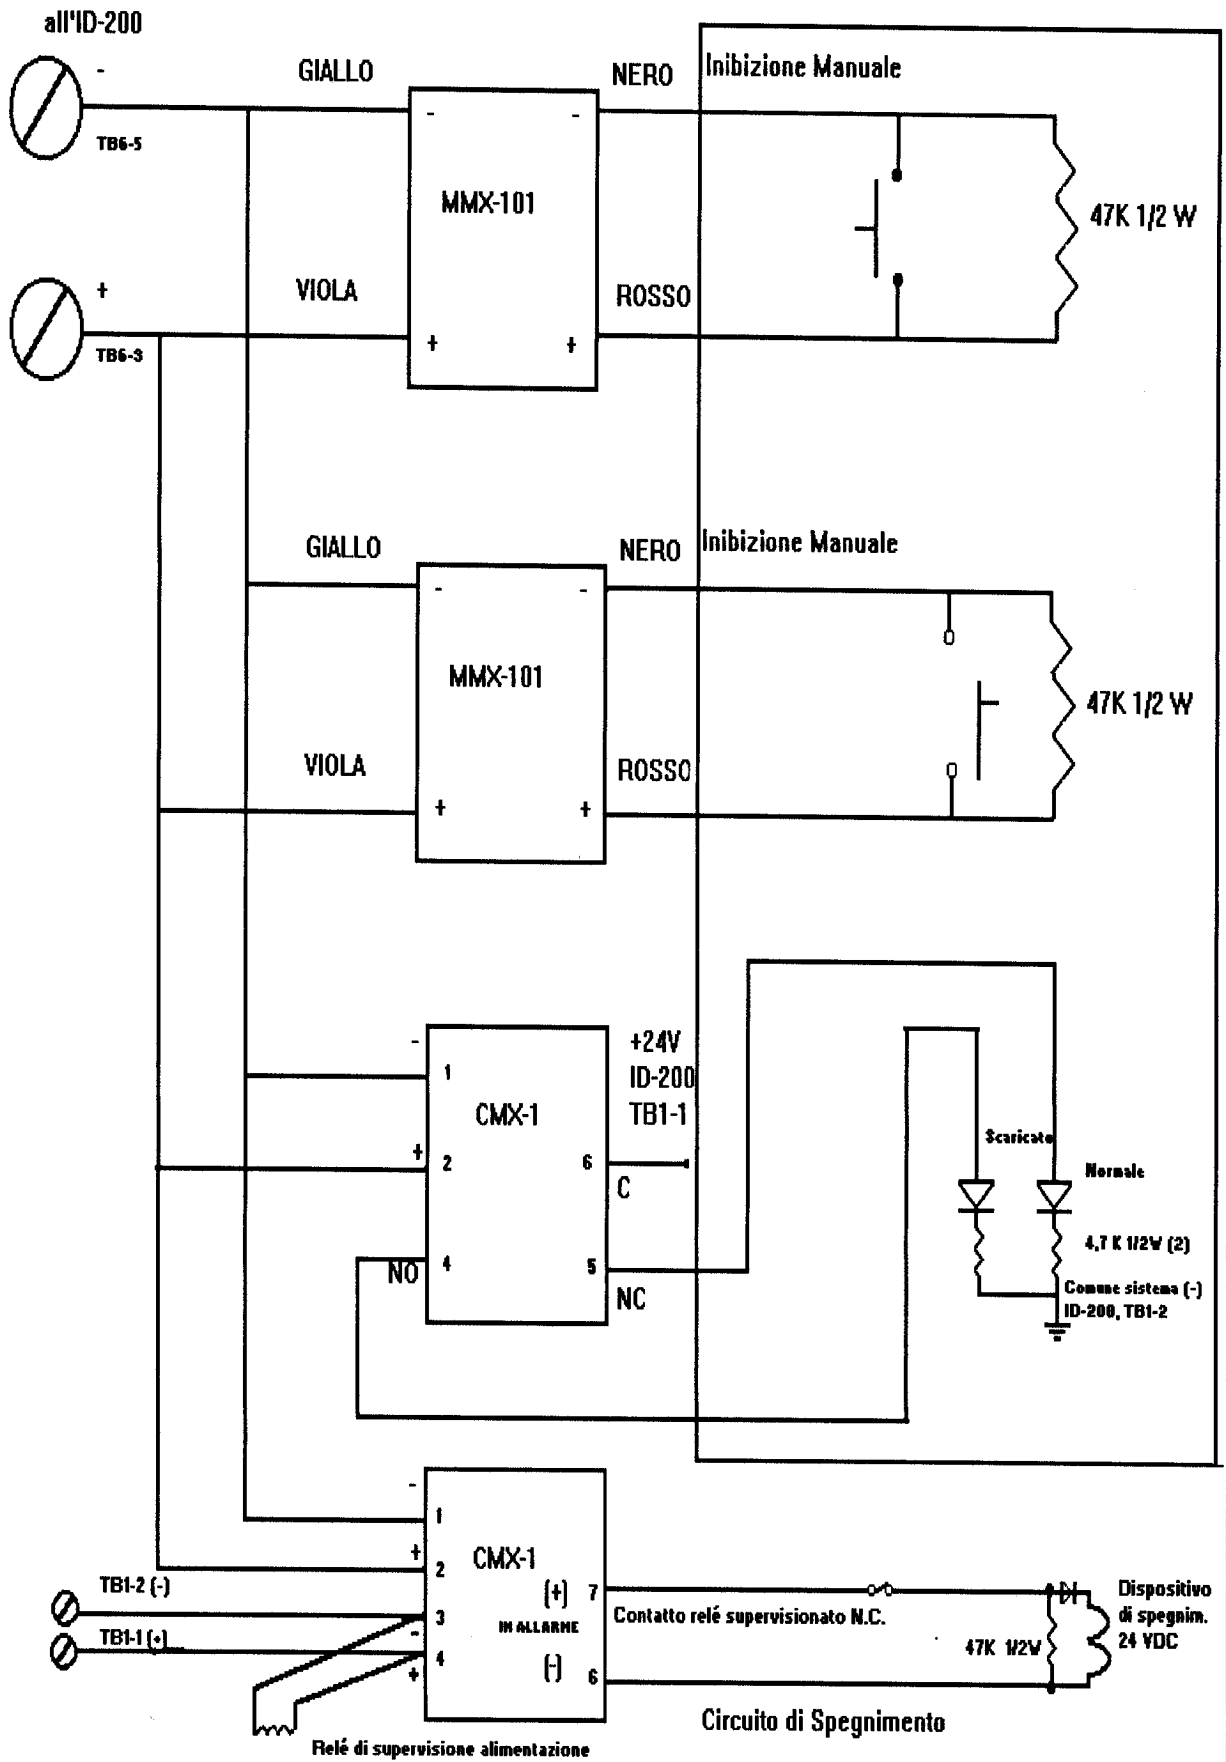 all'ID-200
-
GIALLO
NERO
Inibizione Manuale
TB6-5
-
-
MMX-101
47K 1/2 W
+
VIOLA
ROSSO
TB6-3
+
+
GIALLO
NERO
Inibizione Manuale
-
-
MMX-101
47K 1/2 W
VIOLA
ROSSO
+
+
-
1
CMX-1
+24V
ID-200
TB1-1
+
2
6
C
Scaricato
Normale
NO
4
5
NC
4,7 K 1/2W (2)
Comune sistema (-)
ID-200, TB1-2
-
1
CMX-1
+
2
TB1-2 (-)
(+)
7
Contatto relé supervisionato N.C.
Dispositivo
di spegnim.
24 VDC
3
IN ALLARME
47K 1/2W
TB1-1 (+)
-
4
+
(-)
6
Circuito di Spegnimento
Relé di supervisione alimentazione